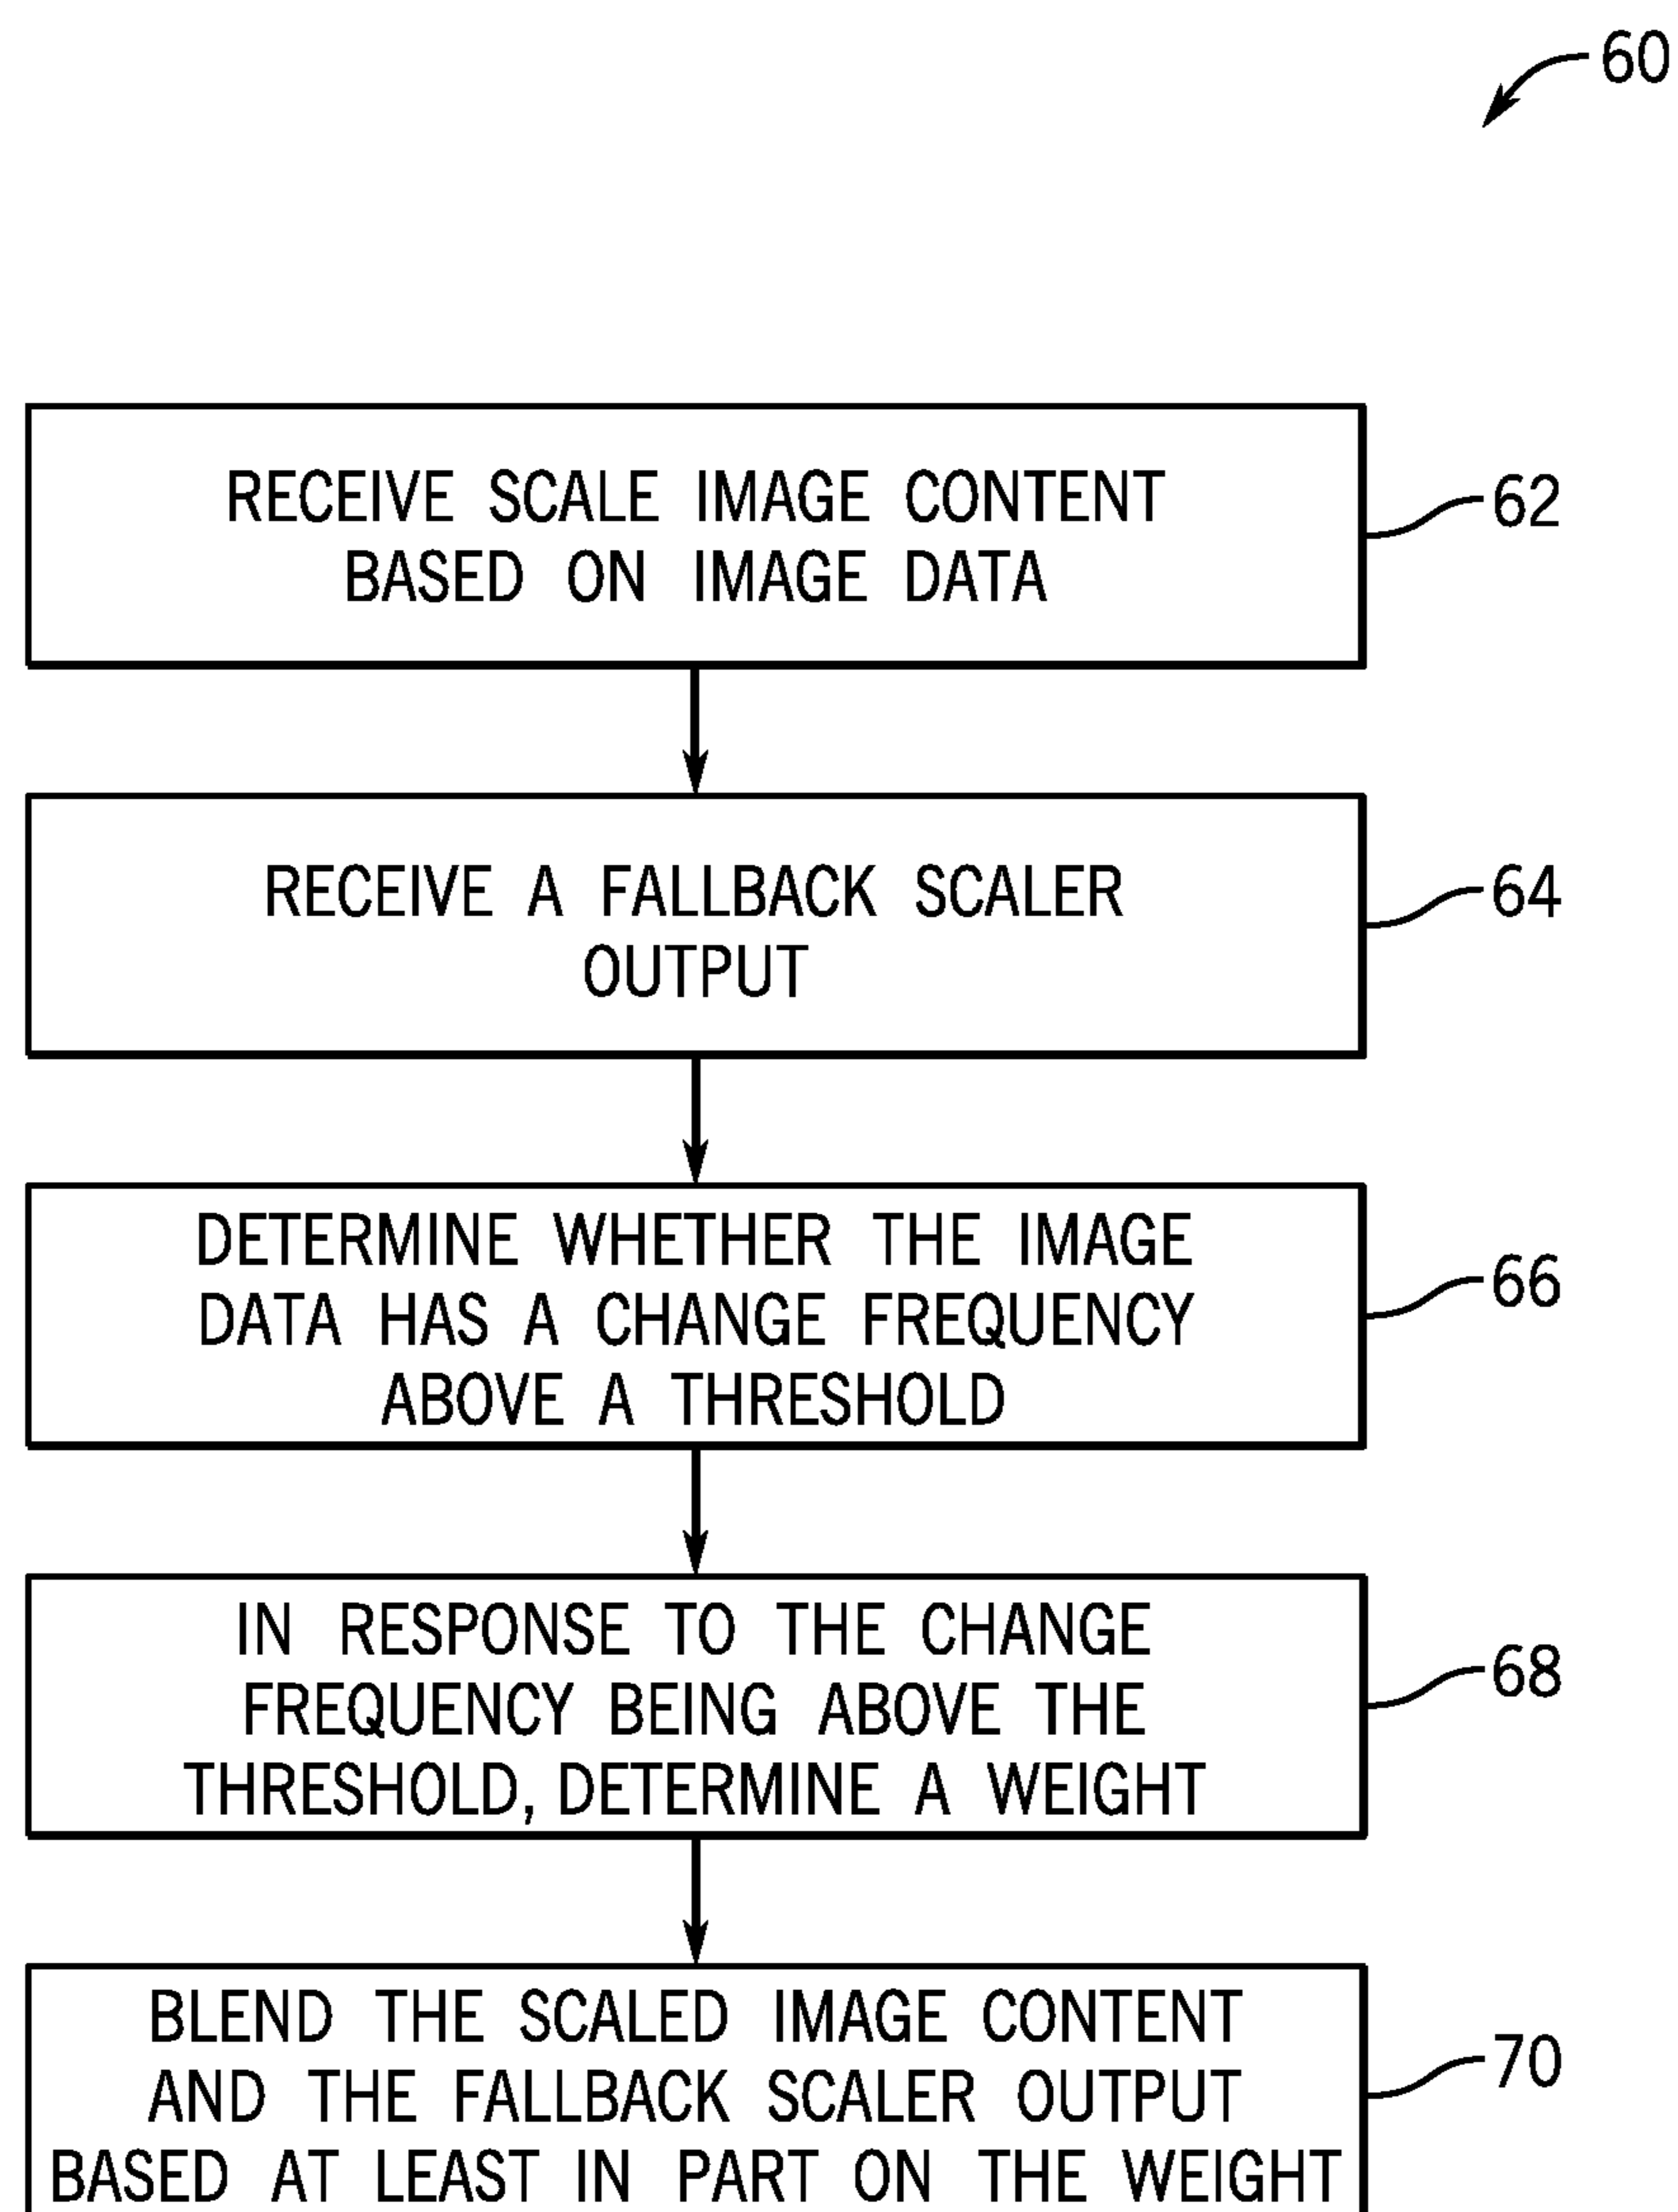 60
RECEIVE SCALE IMAGE CONTENT
BASED ON IMAGE DATA
62
RECEIVE A FALLBACK SCALER
OUTPUT
64
DETERMINE WHETHER THE IMAGE
DATA HAS A CHANGE FREQUENCY
ABOVE A THRESHOLD
66
IN RESPONSE TO THE CHANGE
FREQUENCY BEING ABOVE THE
THRESHOLD, DETERMINE A WEIGHT
68
BLEND THE SCALED IMAGE CONTENT
AND THE FALLBACK SCALER OUTPUT
BASED AT LEAST IN PART ON THE WEIGHT
70